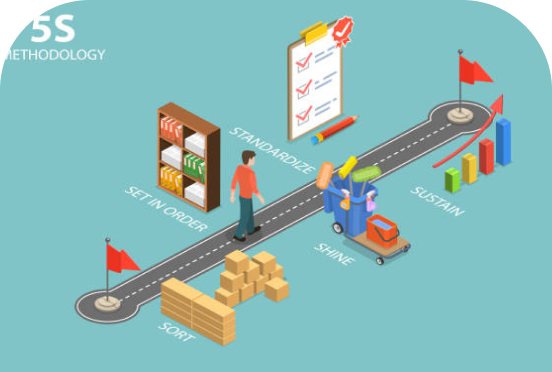 5S
METHODOLOGY
STANDARDIZE
SET IN ORDER
SUSTAIN
SHINE
SORT